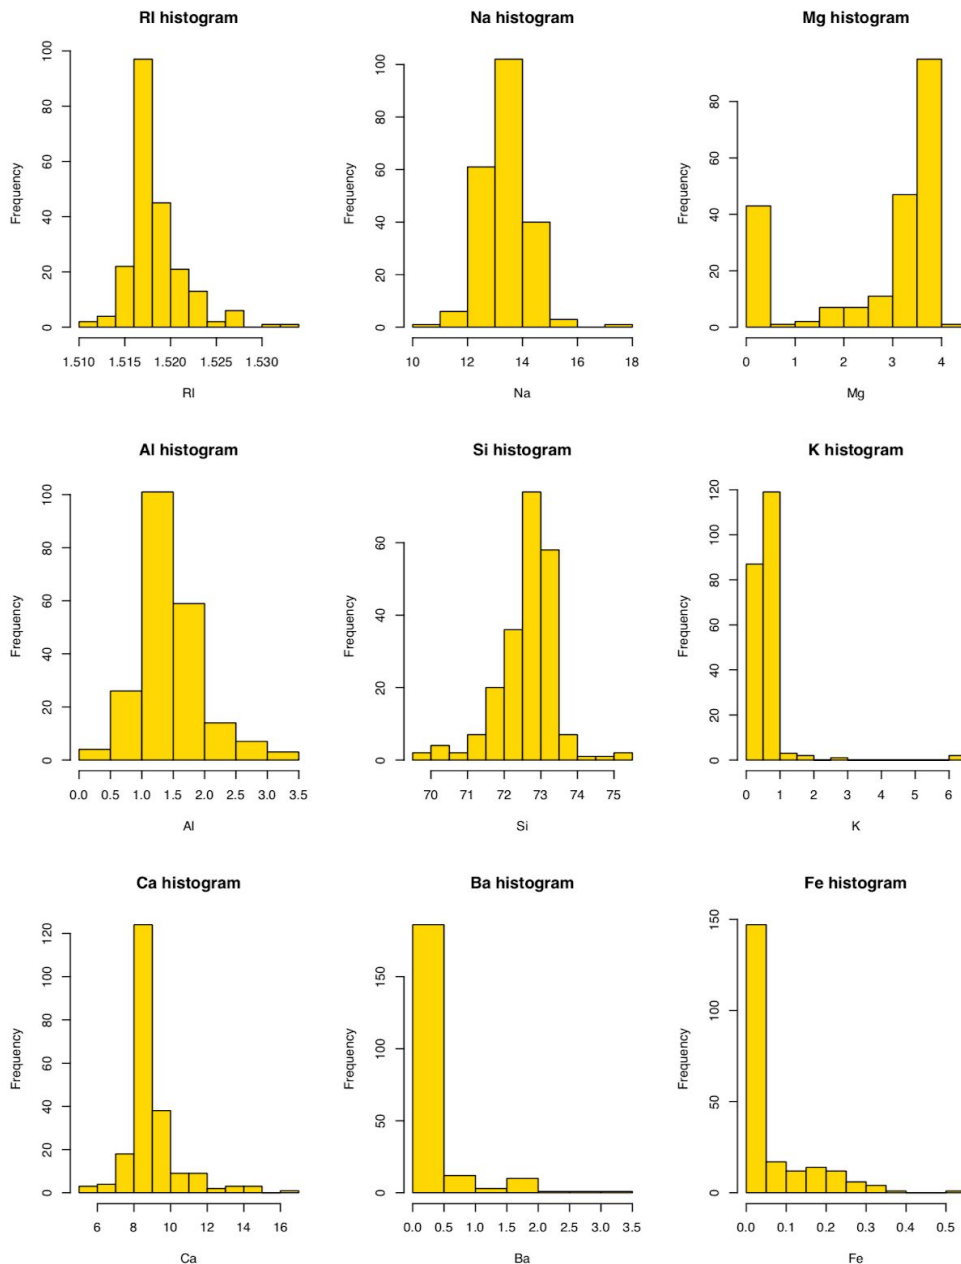 RI histogram
Frequency
0 20 40 60 80 100
1.510 1.515 1.520 1.525 1.530
RI
Na histogram
Frequency
0 20 40 60 80 100
10 12 14 16 18
Na
Mg histogram
Frequency
0 20 40 60 80
0 1 2 3 4
Mg
Al histogram
Frequency
0 20 40 60 80 100
0.0 0.5 1.0 1.5 2.0 2.5 3.0 3.5
Al
Si histogram
Frequency
0 20 40 60
70 71 72 73 74 75
Si
K histogram
Frequency
0 20 40 60 80 100 120
0 1 2 3 4 5 6
K
Ca histogram
Frequency
0 20 40 60 80 100 120
6 8 10 12 14 16
Ca
Ba histogram
Frequency
0 50 100 150
0.0 0.5 1.0 1.5 2.0 2.5 3.0 3.5
Ba
Fe histogram
Frequency
0 50 100 150
0.0 0.1 0.2 0.3 0.4 0.5
Fe